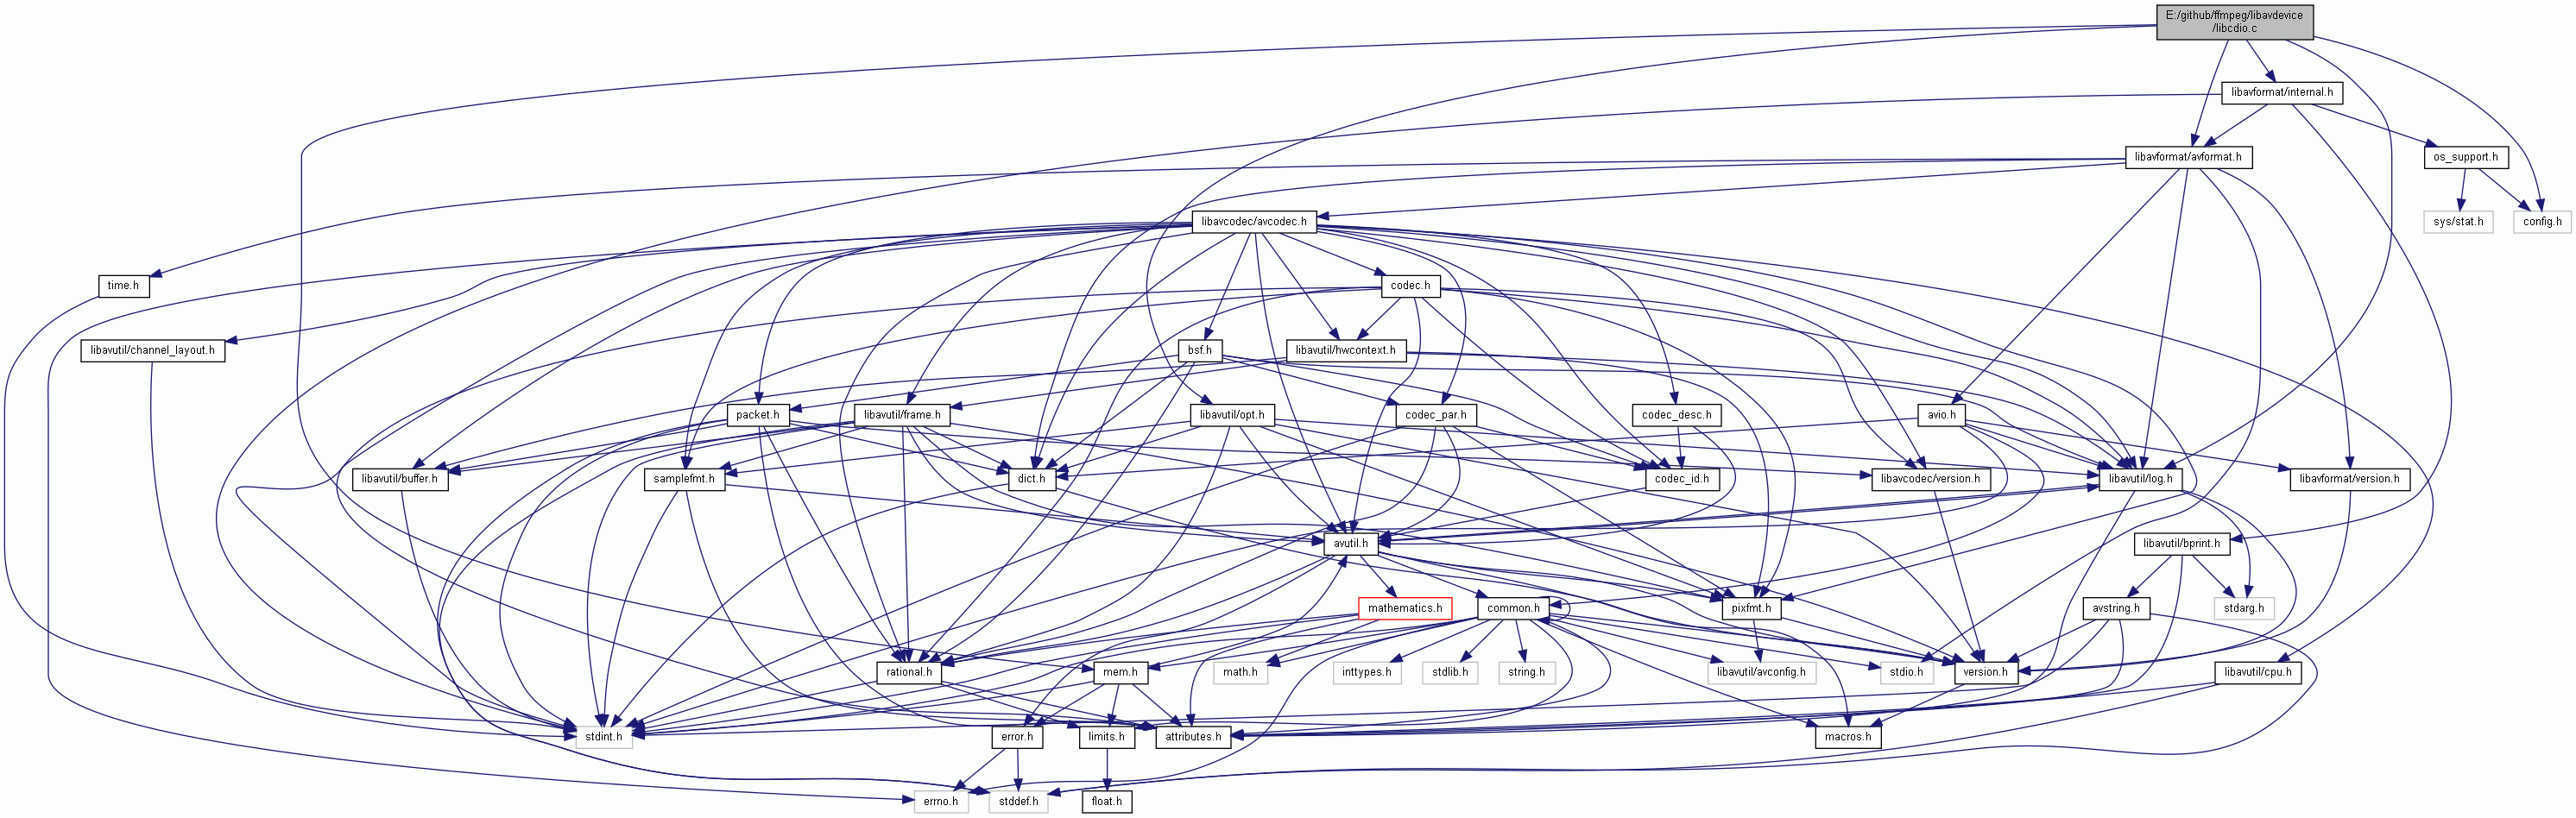 E:/github/ffmpeg/libavdevice
/libcdio.c
libavformat/internal.h
libavformat/avformat.h
os_support.h
libavcodec/avcodec.h
sys/stat.h
config.h
time.h
codec.h
libavutil/channel_layout.h
bsf.h
libavutil/hwcontext.h
packet.h
libavutil/frame.h
libavutil/opt.h
codec_par.h
codec_desc.h
avio.h
libavutil/buffer.h
samplefmt.h
dict.h
codec_id.h
libavcodec/version.h
libavutil/log.h
libavformat/version.h
avutil.h
libavutil/bprint.h
mathematics.h
common.h
pixfmt.h
avstring.h
stdarg.h
rational.h
mem.h
math.h
inttypes.h
stdlib.h
string.h
libavutil/avconfig.h
stdio.h
version.h
libavutil/cpu.h
stdint.h
error.h
limits.h
attributes.h
macros.h
errno.h
stddef.h
float.h